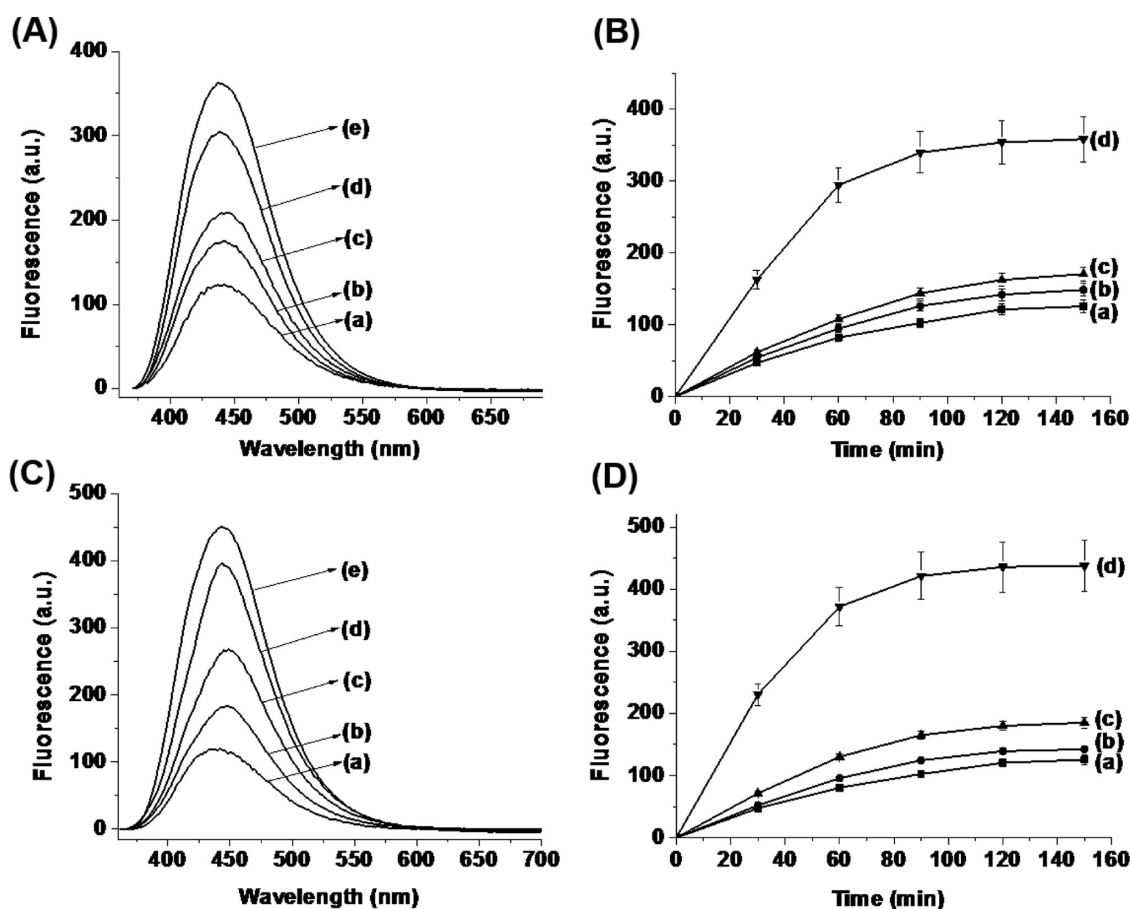 (A)
400
300
200
100
0
Fluorescence (a.u.)
(e)
(d)
(c)
(b)
(a)
400 450 500 550 600 650
Wavelength (nm)
(B)
400
300
200
100
0
Fluorescence (a.u.)
(d)
(c)
(b)
(a)
0 20 40 60 80 100 120 140 160
Time (min)
(C)
500
400
300
200
100
0
Fluorescence (a.u.)
(e)
(d)
(c)
(b)
(a)
400 450 500 550 600 650 700
Wavelength (nm)
(D)
500
400
300
200
100
0
Fluorescence (a.u.)
(d)
(c)
(b)
(a)
0 20 40 60 80 100 120 140 160
Time (min)